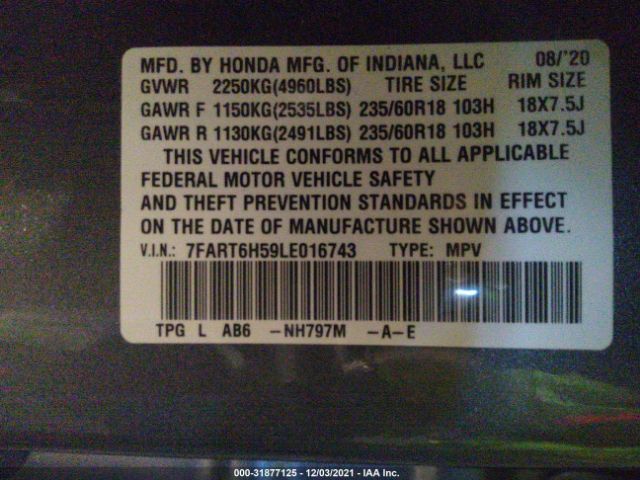 MFD. BY HONDA MFG. OF INDIANA, LLC 08/'20
GVWR 2250KG(4960LBS) TIRE SIZE RIM SIZE
GAWR F 1150KG(2535LBS) 235/60R18 103H 18X7.5J
GAWR R 1130KG(2491LBS) 235/60R18 103H 18X7.5J
THIS VEHICLE CONFORMS TO ALL APPLICABLE
FEDERAL MOTOR VEHICLE SAFETY
AND THEFT PREVENTION STANDARDS IN EFFECT
ON THE DATE OF MANUFACTURE SHOWN ABOVE.
V.I.N.: 7FART6H59LE016743 TYPE: MPV
TPG L AB6 -NH797M -A-E
000-31877125 - 12/03/2021 - IAA Inc.